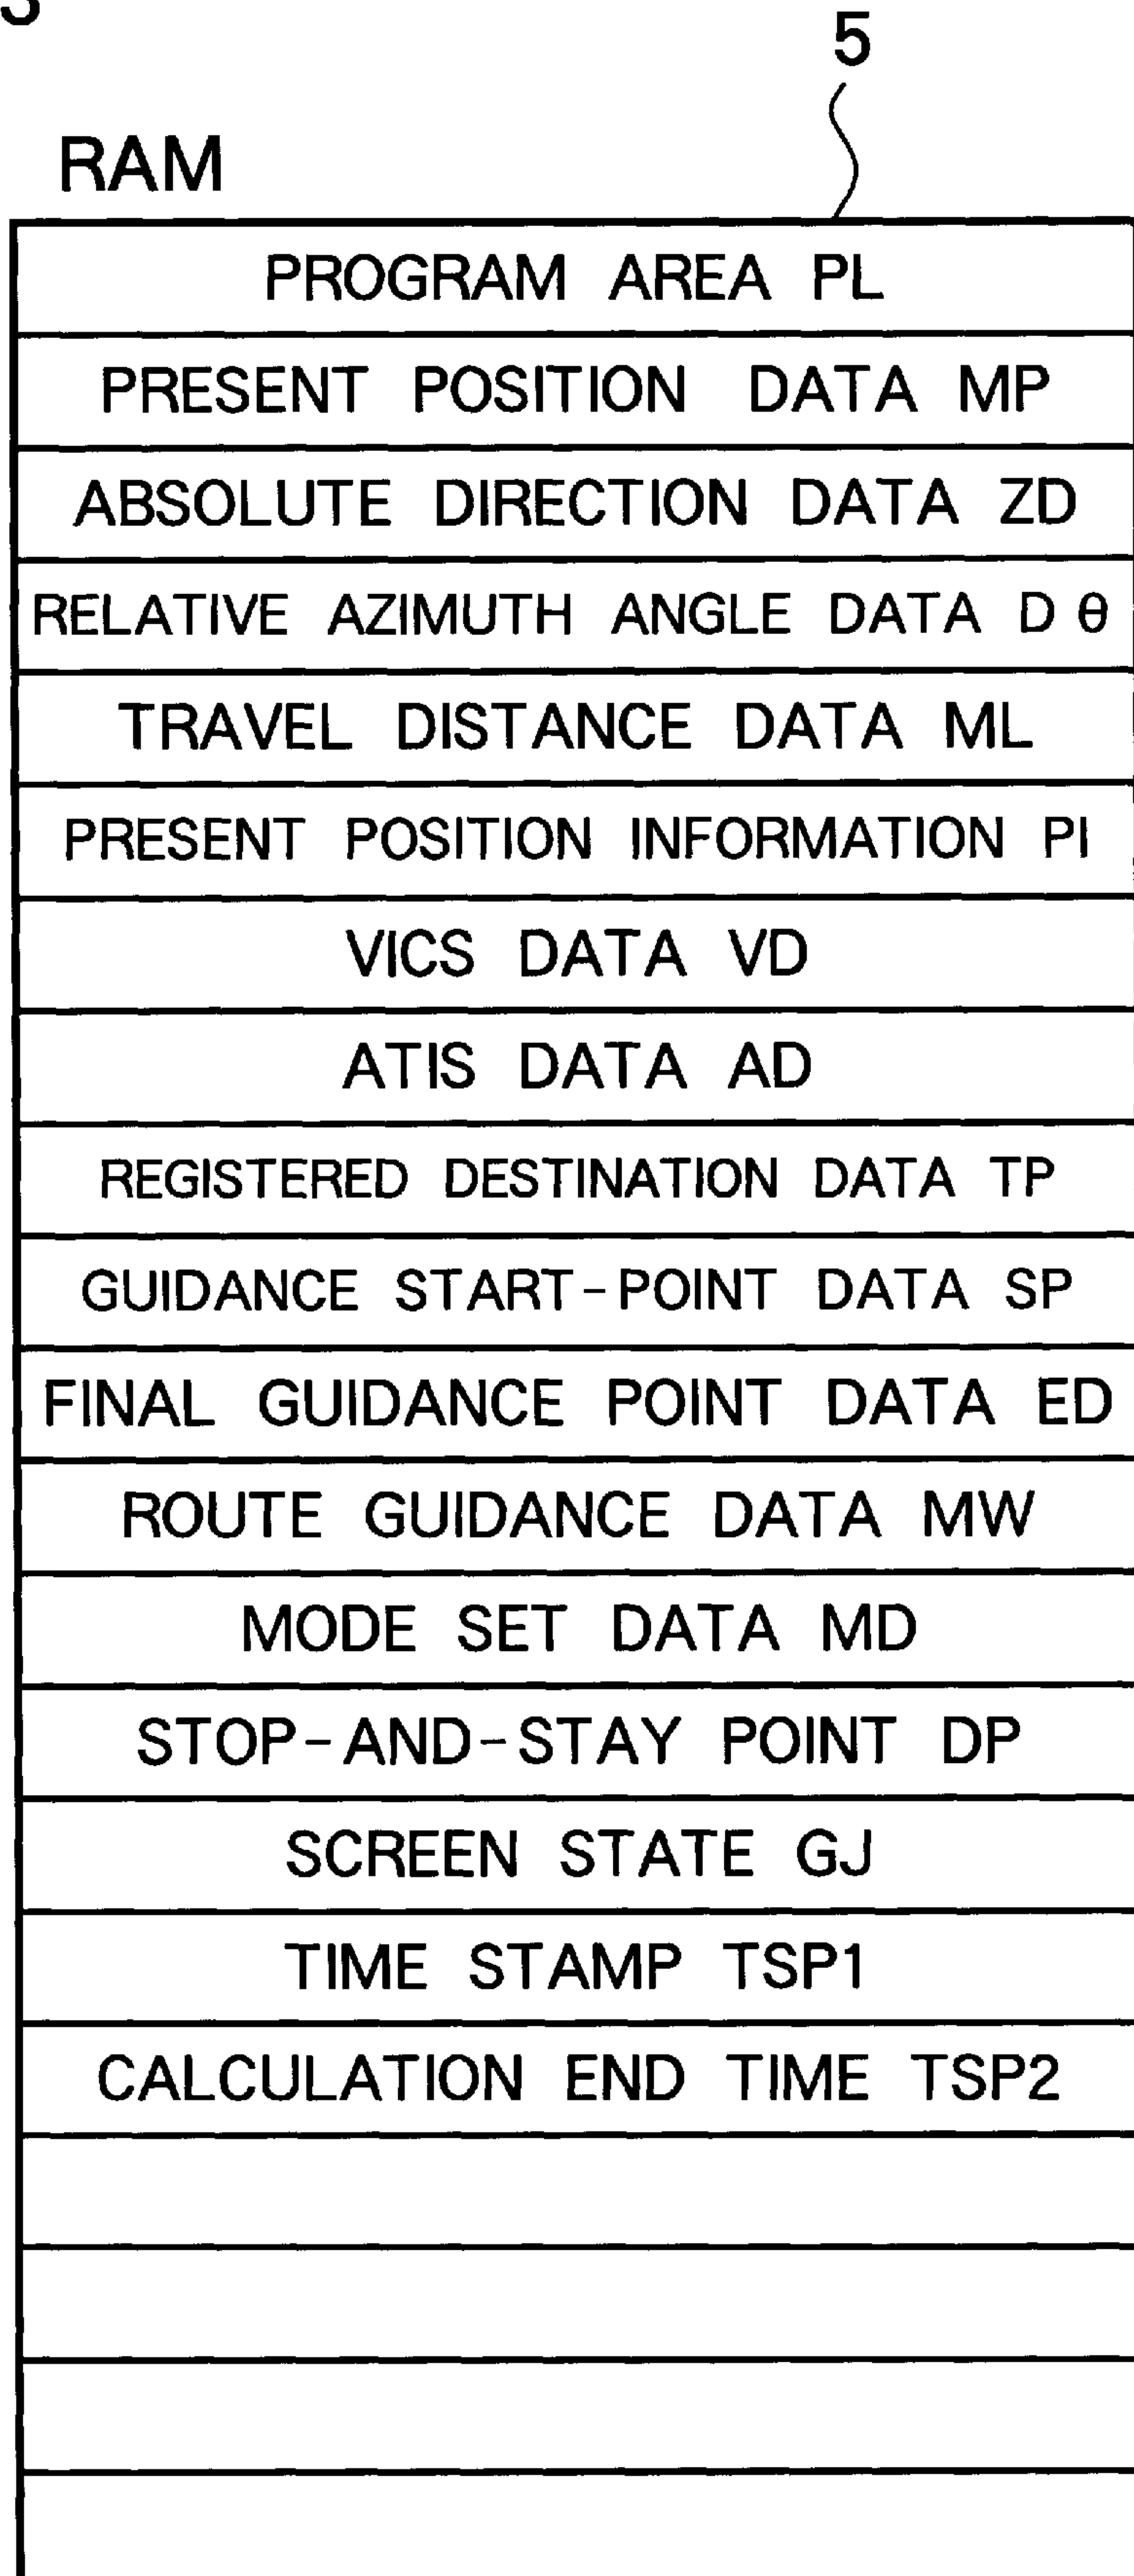 5
RAM
PROGRAM AREA PL
PRESENT POSITION DATA MP
ABSOLUTE DIRECTION DATA ZD
RELATIVE AZIMUTH ANGLE DATA D θ
TRAVEL DISTANCE DATA ML
PRESENT POSITION INFORMATION PI
VICS DATA VD
ATIS DATA AD
REGISTERED DESTINATION DATA TP
GUIDANCE START-POINT DATA SP
FINAL GUIDANCE POINT DATA ED
ROUTE GUIDANCE DATA MW
MODE SET DATA MD
STOP-AND-STAY POINT DP
SCREEN STATE GJ
TIME STAMP TSP1
CALCULATION END TIME TSP2